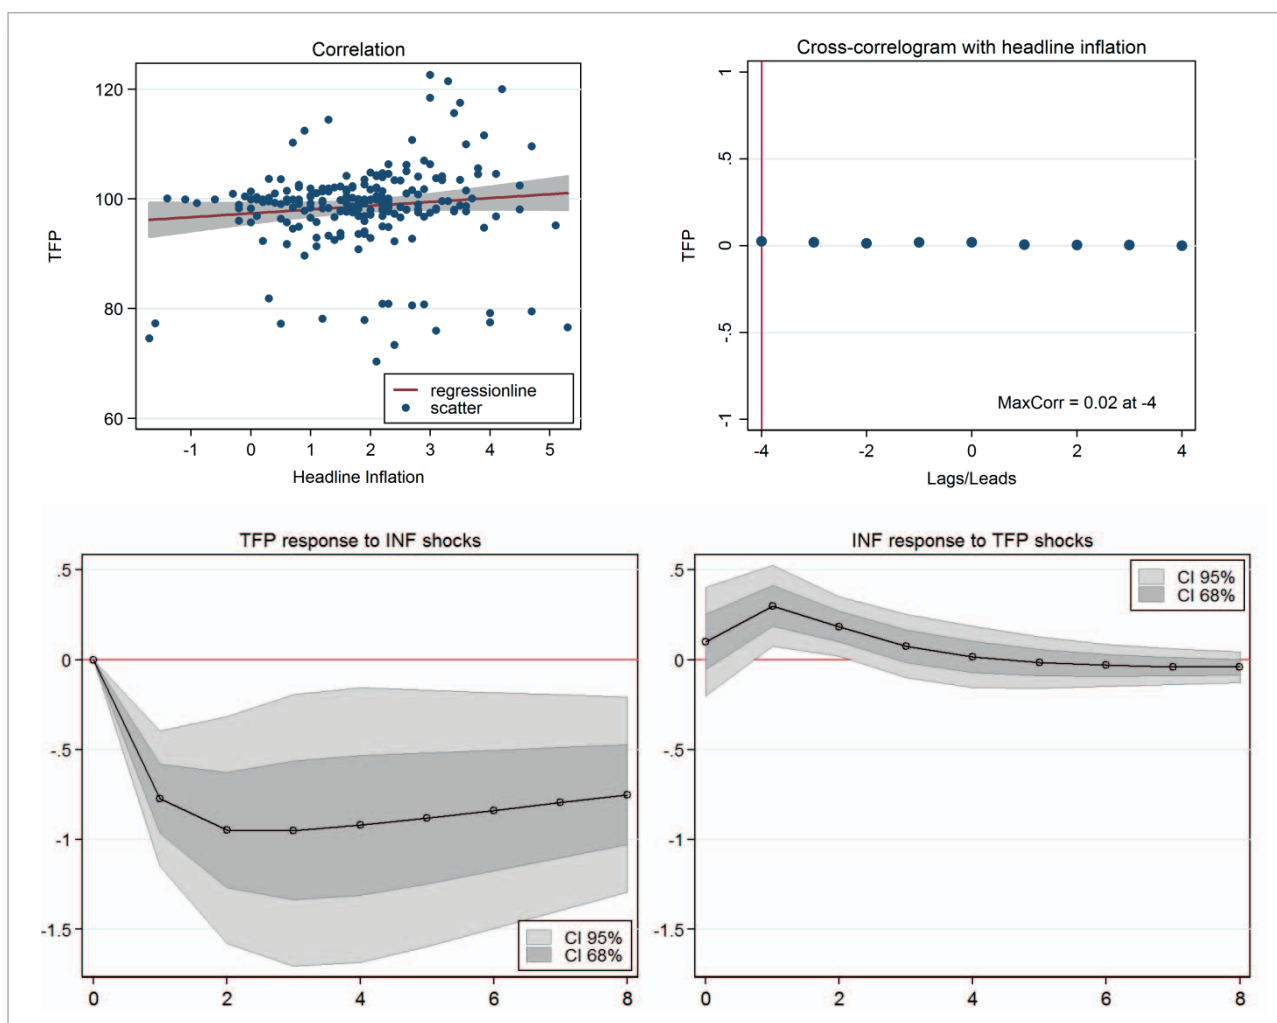 Correlation
TFP
120
100
80
60
-1 0 1 2 3 4 5
Headline Inflation
regressionline
scatter
Cross-correlogram with headline inflation
TFP
1
.5
0
-.5
-1
MaxCorr = 0.02 at -4
-4 -2 0 2 4
Lags/Leads
TFP response to INF shocks
.5
0
-.5
-1
-1.5
CI 95%
CI 68%
0 2 4 6 8
INF response to TFP shocks
.5
0
-.5
-1
-1.5
CI 95%
CI 68%
0 2 4 6 8